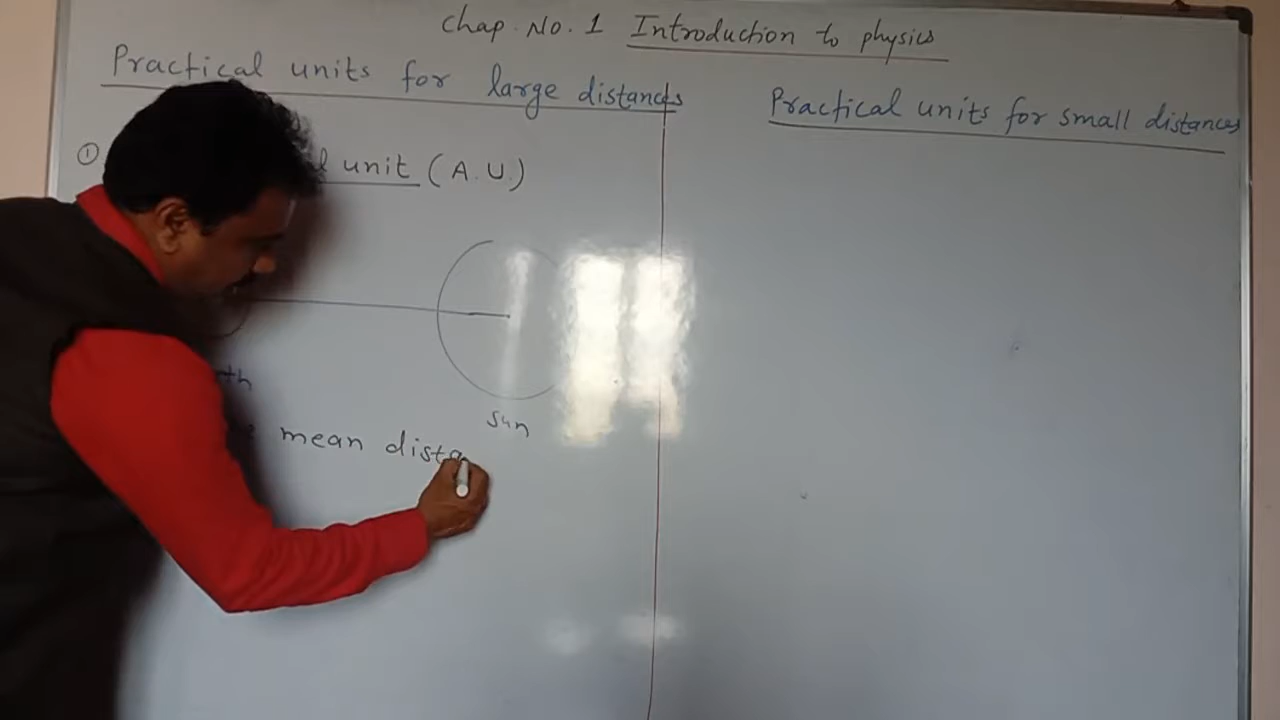 Chap. No. 1 Introduction to physics
Practical units for large distances
① unit (A.U.)
sun
mean dista
Practical units for small distances